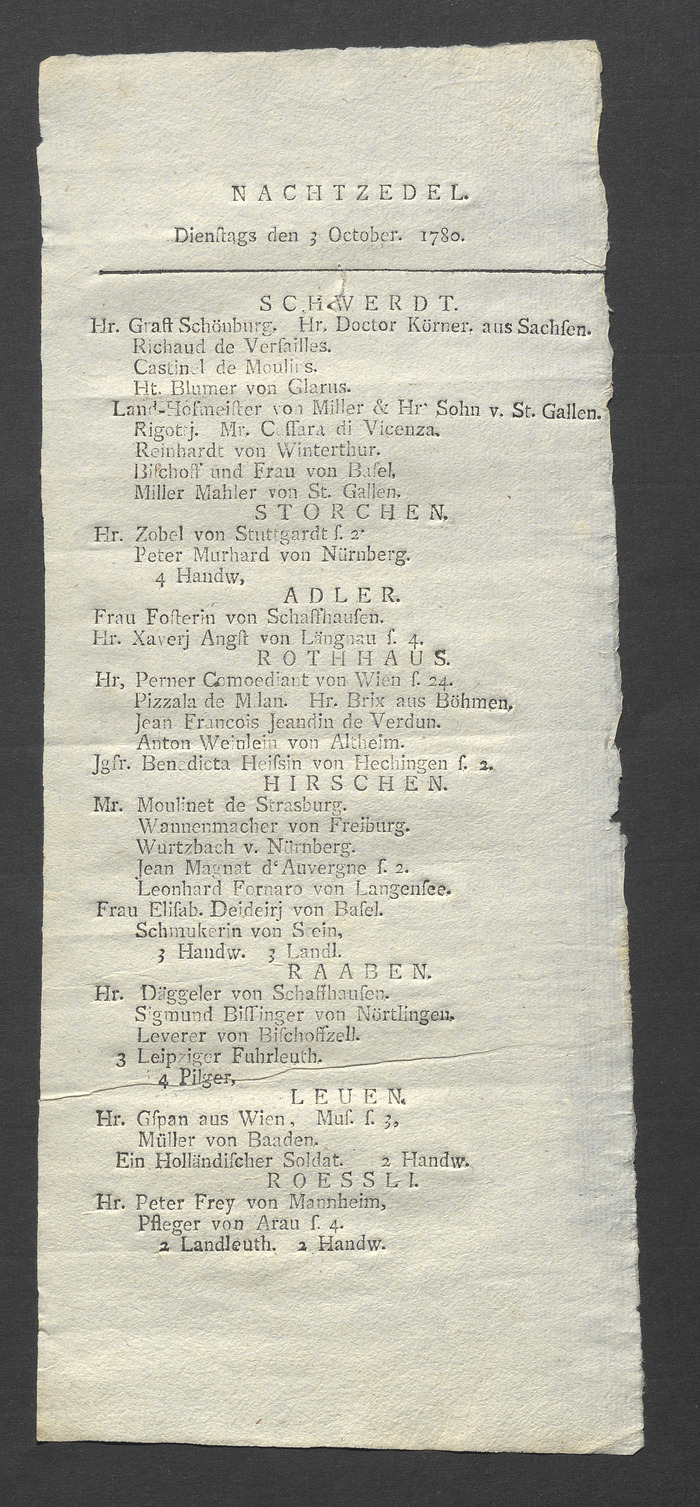 NACHTZEDEL.
Dienſtags den 3 October. 1780.
SCHWERDT.
Hr. Graſt Schönburg. Hr. Doctor Körner. aus Sachſen.
Richaud de Verſailles.
Castinel de Moulins.
Ht. Blumer von Glarus.
Land-Hofmeiſter von Miller & Hr. Sohn v. St. Gallen.
Mr. di Vicenza.
Reinhardt von Winterthur.
Biſchoff und Frau von Baſel,
Miller Mahler von St. Gallen.
STORCHEN.
Hr. Zobel von Stuttgardt ſ. 2.
Peter Murhard von Nürnberg.
4 Handw,
ADLER.
Frau Foſterin von Schaffhauſen.
Hr. Xaverj Angſt von Längnau ſ. 4.
ROTHHAUS.
Hr, Perner Comoediant von Wien ſ. 24.
Pizzala de Milan. Hr. Brix aus Böhmen,
Jean Francois Jeandin de Verdun.
Anton Weinlein von Altheim.
Jgfr. Benedicta Heiſsin von Hechingen ſ. 2.
HIRSCHEN.
Mr. Moulinet de Strasburg.
Wannenmacher von Freiburg.
Wurtzbach v. Nürnberg.
Jean Magnat d‘Auvergne ſ. 2.
Leonhard Fornaro von Langenſee.
Frau Eliſab. Deideirj von Baſel.
Schmukerin von Stein,
3 Handw. 3 Landl.
RAABEN.
Hr. Däggeler von Schaffhauſen.
Sigmund Biſſinger von Nörtlingen.
Leverer von Biſchoffzell.
3 Leipziger Fuhrleuth.
4 Pilger,
LEUEN.
Hr. Gſpan aus Wien, Muſ. ſ. 3,
Müller von Baaden.
Ein Holländiſcher Soldat. 2 Handw.
ROESSLI.
Hr. Peter Frey von Mannheim,
Pfleger von Arau ſ. 4.
2 Landleuth. 2 Handw.